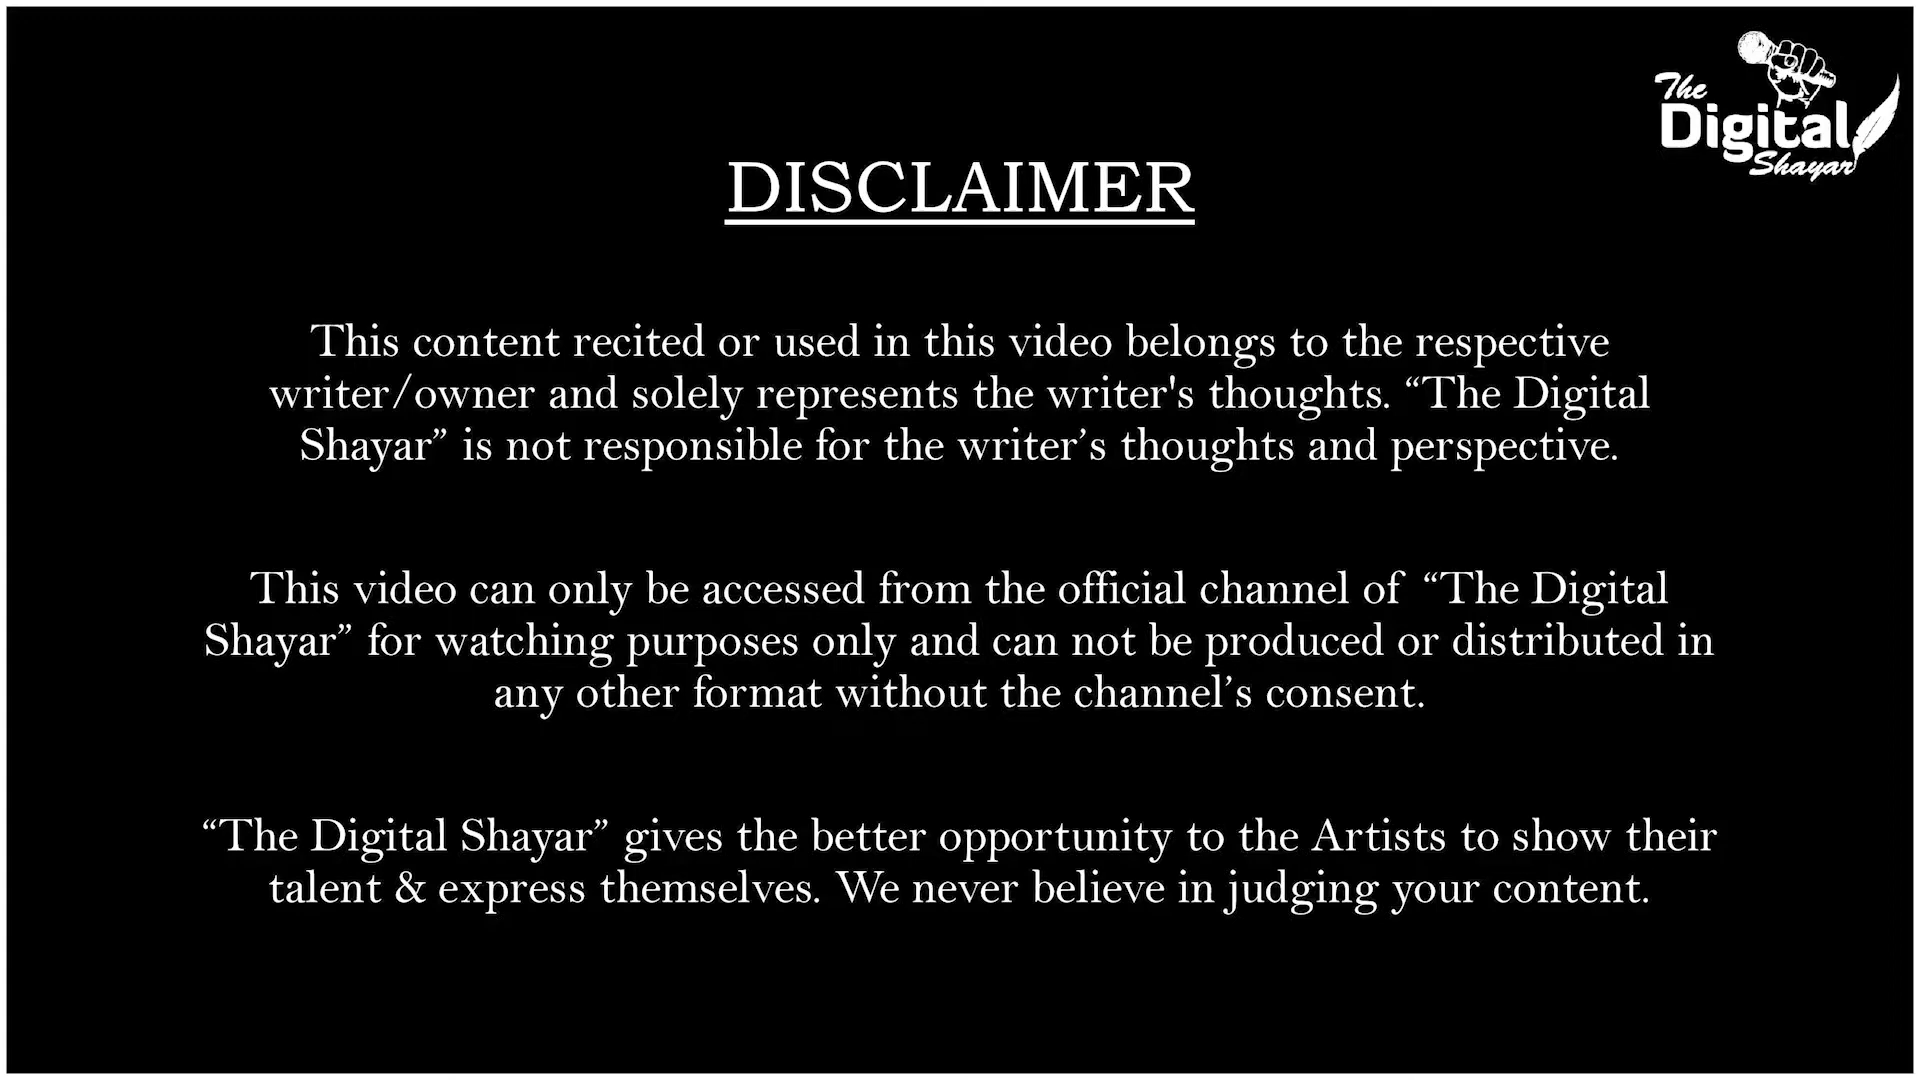 The
Digital
Shayar
DISCLAIMER
This content recited or used in this video belongs to the respective
writer/owner and solely represents the writer's thoughts. “The Digital
Shayar” is not responsible for the writer’s thoughts and perspective.
This video can only be accessed from the official channel of “The Digital
Shayar” for watching purposes only and can not be produced or distributed in
any other format without the channel’s consent.
“The Digital Shayar” gives the better opportunity to the Artists to show their
talent & express themselves. We never believe in judging your content.